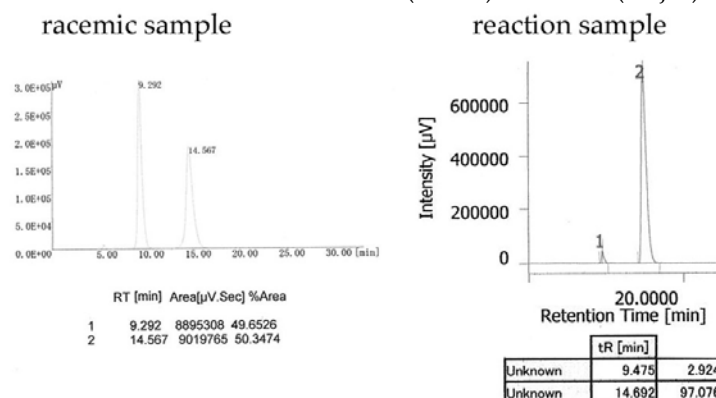 racemic sample
reaction sample
3.0E+05 µV
2.5E+05
2.0E+05
1.5E+05
1.0E+05
5.0E+04
0.0E+00
9.292
14.567
5.00 10.00 15.00 20.00 25.00 30.00 [min]
RT [min] Area[µV.Sec] %Area
1 9.292 8895308 49.6526
2 14.567 9019765 50.3474
Intensity [µV]
600000
400000
200000
0
1
2
20.0000
Retention Time [min]
tR [min]
Unknown 9.475 2.924
Unknown 14.692 97.076